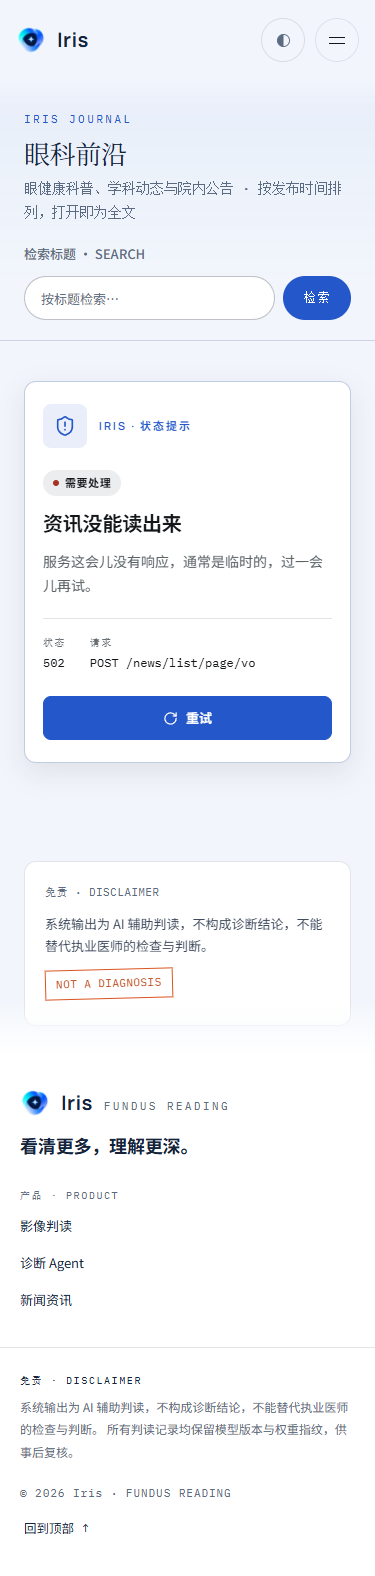 Iris
IRIS JOURNAL
眼科前沿
眼健康科普、学科动态与院内公告 · 按发布时间排
列，打开即为全文
检索标题 · SEARCH
按标题检索…
检索
IRIS · 状态提示
需要处理
资讯没能读出来
服务这会儿没有响应，通常是临时的，过一会
儿再试。
状态 请求
502 POST /news/list/page/vo
重试
免责 · DISCLAIMER
系统输出为 AI 辅助判读，不构成诊断结论，不能
替代执业医师的检查与判断。
NOT A DIAGNOSIS
Iris FUNDUS READING
看清更多，理解更深。
产品 · PRODUCT
影像判读
诊断 Agent
新闻资讯
免责 · DISCLAIMER
系统输出为 AI 辅助判读，不构成诊断结论，不能替代执业医师
的检查与判断。 所有判读记录均保留模型版本与权重指纹，供
事后复核。
© 2026 Iris · FUNDUS READING
回到顶部 ↑